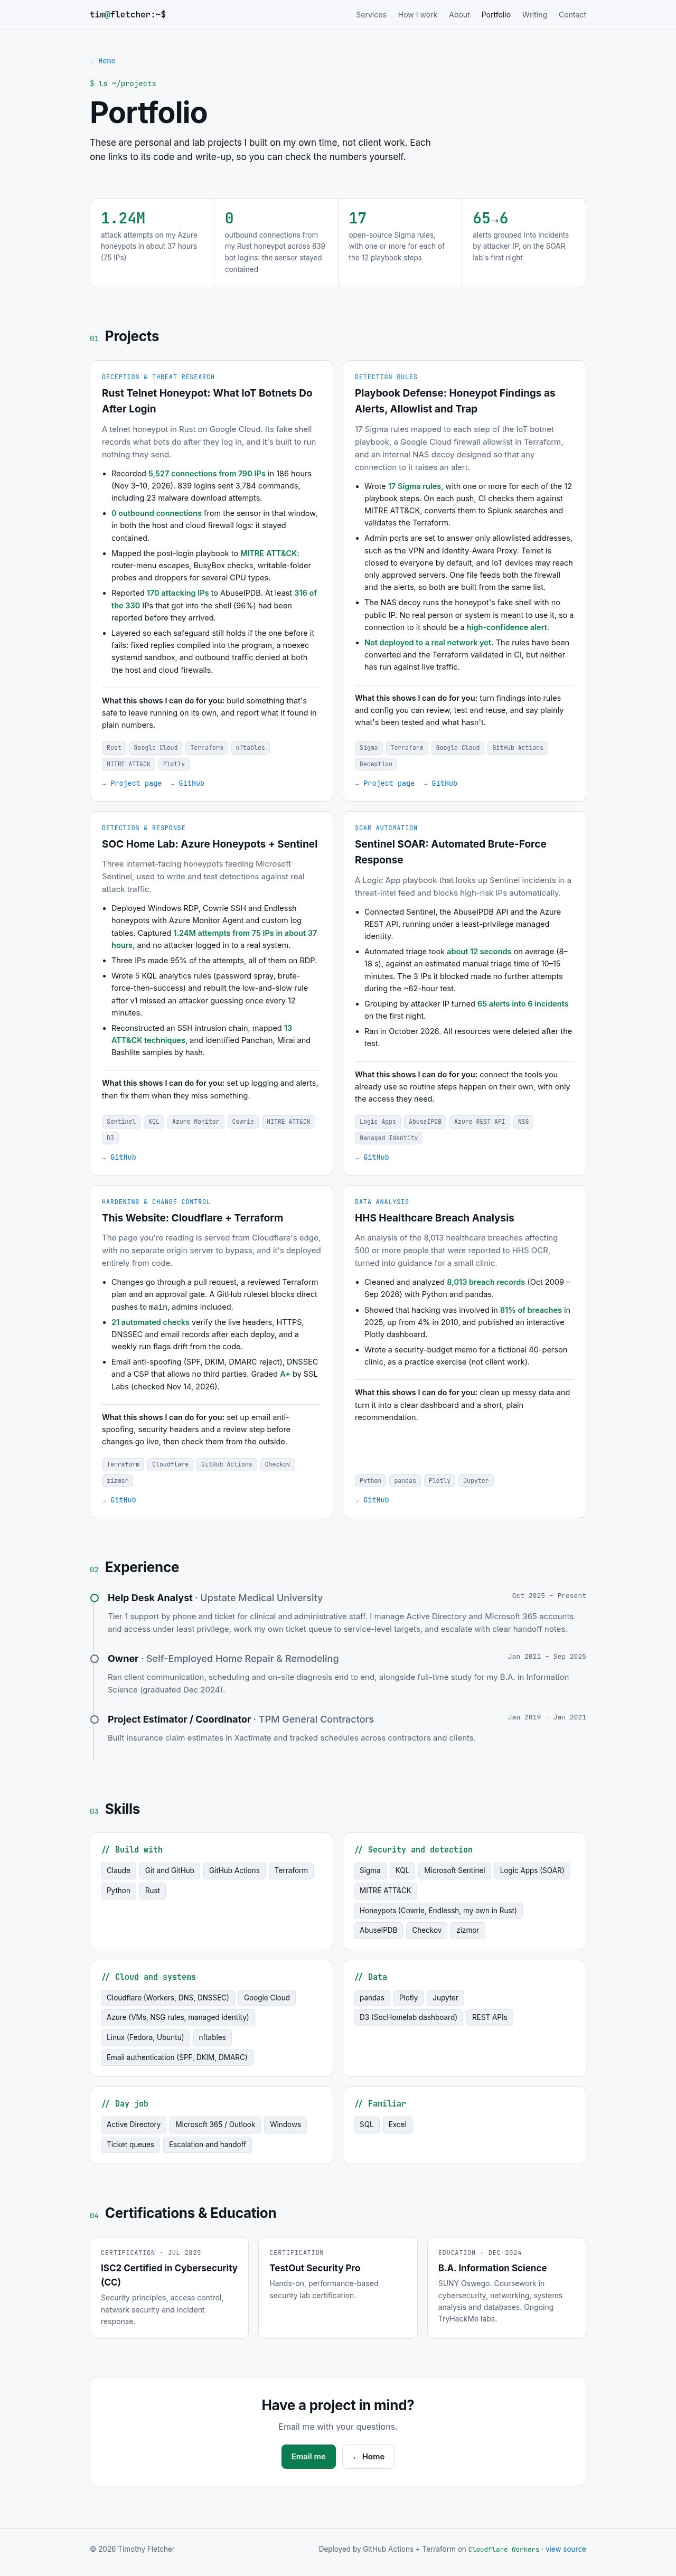 tim@fletcher:~$
Services How I work About Portfolio Writing Contact
← Home
$ ls ~/projects
Portfolio
These are personal and lab projects I built on my own time, not client work. Each
one links to its code and write-up, so you can check the numbers yourself.
1.24M
attack attempts on my Azure
honeypots in about 37 hours
(75 IPs)
0
outbound connections from
my Rust honeypot across 839
bot logins: the sensor stayed
contained
17
open-source Sigma rules,
with one or more for each of
the 12 playbook steps
65→6
alerts grouped into incidents
by attacker IP, on the SOAR
lab's first night
01 Projects
DECEPTION & THREAT RESEARCH
Rust Telnet Honeypot: What IoT Botnets Do
After Login
A telnet honeypot in Rust on Google Cloud. Its fake shell
records what bots do after they log in, and it's built to run
nothing they send.
• Recorded 5,527 connections from 790 IPs in 186 hours
(Nov 3–10, 2026). 839 logins sent 3,784 commands,
including 23 malware download attempts.
• 0 outbound connections from the sensor in that window,
in both the host and cloud firewall logs: it stayed
contained.
• Mapped the post-login playbook to MITRE ATT&CK:
router-menu escapes, BusyBox checks, writable-folder
probes and droppers for several CPU types.
• Reported 170 attacking IPs to AbuseIPDB. At least 316 of
the 330 IPs that got into the shell (96%) had been
reported before they arrived.
• Layered so each safeguard still holds if the one before it
fails: fixed replies compiled into the program, a noexec
systemd sandbox, and outbound traffic denied at both
the host and cloud firewalls.
What this shows I can do for you: build something that's
safe to leave running on its own, and report what it found in
plain numbers.
Rust Google Cloud Terraform nftables
MITRE ATT&CK Plotly
→ Project page → GitHub
DETECTION RULES
Playbook Defense: Honeypot Findings as
Alerts, Allowlist and Trap
17 Sigma rules mapped to each step of the IoT botnet
playbook, a Google Cloud firewall allowlist in Terraform,
and an internal NAS decoy designed so that any
connection to it raises an alert.
• Wrote 17 Sigma rules, with one or more for each of the 12
playbook steps. On each push, CI checks them against
MITRE ATT&CK, converts them to Splunk searches and
validates the Terraform.
• Admin ports are set to answer only allowlisted addresses,
such as the VPN and Identity-Aware Proxy. Telnet is
closed to everyone by default, and IoT devices may reach
only approved servers. One file feeds both the firewall
and the alerts, so both are built from the same list.
• The NAS decoy runs the honeypot's fake shell with no
public IP. No real person or system is meant to use it, so a
connection to it should be a high-confidence alert.
• Not deployed to a real network yet. The rules have been
converted and the Terraform validated in CI, but neither
has run against live traffic.
What this shows I can do for you: turn findings into rules
and config you can review, test and reuse, and say plainly
what's been tested and what hasn't.
Sigma Terraform Google Cloud GitHub Actions
Deception
→ Project page → GitHub
DETECTION & RESPONSE
SOC Home Lab: Azure Honeypots + Sentinel
Three internet-facing honeypots feeding Microsoft
Sentinel, used to write and test detections against real
attack traffic.
• Deployed Windows RDP, Cowrie SSH and Endlessh
honeypots with Azure Monitor Agent and custom log
tables. Captured 1.24M attempts from 75 IPs in about 37
hours, and no attacker logged in to a real system.
• Three IPs made 95% of the attempts, all of them on RDP.
• Wrote 5 KQL analytics rules (password spray, brute-
force-then-success) and rebuilt the low-and-slow rule
after v1 missed an attacker guessing once every 12
minutes.
• Reconstructed an SSH intrusion chain, mapped 13
ATT&CK techniques, and identified Panchan, Mirai and
Bashlite samples by hash.
What this shows I can do for you: set up logging and alerts,
then fix them when they miss something.
Sentinel KQL Azure Monitor Cowrie MITRE ATT&CK
D3
→ GitHub
SOAR AUTOMATION
Sentinel SOAR: Automated Brute-Force
Response
A Logic App playbook that looks up Sentinel incidents in a
threat-intel feed and blocks high-risk IPs automatically.
• Connected Sentinel, the AbuseIPDB API and the Azure
REST API, running under a least-privilege managed
identity.
• Automated triage took about 12 seconds on average (8–
18 s), against an estimated manual triage time of 10–15
minutes. The 3 IPs it blocked made no further attempts
during the ~62-hour test.
• Grouping by attacker IP turned 65 alerts into 6 incidents
on the first night.
• Ran in October 2026. All resources were deleted after the
test.
What this shows I can do for you: connect the tools you
already use so routine steps happen on their own, with only
the access they need.
Logic Apps AbuseIPDB Azure REST API NSG
Managed Identity
→ GitHub
HARDENING & CHANGE CONTROL
This Website: Cloudflare + Terraform
The page you're reading is served from Cloudflare's edge,
with no separate origin server to bypass, and it's deployed
entirely from code.
• Changes go through a pull request, a reviewed Terraform
plan and an approval gate. A GitHub ruleset blocks direct
pushes to main, admins included.
• 21 automated checks verify the live headers, HTTPS,
DNSSEC and email records after each deploy, and a
weekly run flags drift from the code.
• Email anti-spoofing (SPF, DKIM, DMARC reject), DNSSEC
and a CSP that allows no third parties. Graded A+ by SSL
Labs (checked Nov 14, 2026).
What this shows I can do for you: set up email anti-
spoofing, security headers and a review step before
changes go live, then check them from the outside.
Terraform Cloudflare GitHub Actions Checkov
zizmor
→ GitHub
DATA ANALYSIS
HHS Healthcare Breach Analysis
An analysis of the 8,013 healthcare breaches affecting
500 or more people that were reported to HHS OCR,
turned into guidance for a small clinic.
• Cleaned and analyzed 8,013 breach records (Oct 2009 –
Sep 2026) with Python and pandas.
• Showed that hacking was involved in 81% of breaches in
2025, up from 4% in 2010, and published an interactive
Plotly dashboard.
• Wrote a security-budget memo for a fictional 40-person
clinic, as a practice exercise (not client work).
What this shows I can do for you: clean up messy data and
turn it into a clear dashboard and a short, plain
recommendation.
Python pandas Plotly Jupyter
→ GitHub
02 Experience
Help Desk Analyst · Upstate Medical University Oct 2025 – Present
Tier 1 support by phone and ticket for clinical and administrative staff. I manage Active Directory and Microsoft 365 accounts
and access under least privilege, work my own ticket queue to service-level targets, and escalate with clear handoff notes.
Owner · Self-Employed Home Repair & Remodeling Jan 2021 – Sep 2025
Ran client communication, scheduling and on-site diagnosis end to end, alongside full-time study for my B.A. in Information
Science (graduated Dec 2024).
Project Estimator / Coordinator · TPM General Contractors Jan 2019 – Jan 2021
Built insurance claim estimates in Xactimate and tracked schedules across contractors and clients.
03 Skills
// Build with
Claude Git and GitHub GitHub Actions Terraform
Python Rust
// Security and detection
Sigma KQL Microsoft Sentinel Logic Apps (SOAR)
MITRE ATT&CK
Honeypots (Cowrie, Endlessh, my own in Rust)
AbuseIPDB Checkov zizmor
// Cloud and systems
Cloudflare (Workers, DNS, DNSSEC) Google Cloud
Azure (VMs, NSG rules, managed identity)
Linux (Fedora, Ubuntu) nftables
Email authentication (SPF, DKIM, DMARC)
// Data
pandas Plotly Jupyter
D3 (SocHomelab dashboard) REST APIs
// Day job
Active Directory Microsoft 365 / Outlook Windows
Ticket queues Escalation and handoff
// Familiar
SQL Excel
04 Certifications & Education
CERTIFICATION · JUL 2025
ISC2 Certified in Cybersecurity
(CC)
Security principles, access control,
network security and incident
response.
CERTIFICATION
TestOut Security Pro
Hands-on, performance-based
security lab certification.
EDUCATION · DEC 2024
B.A. Information Science
SUNY Oswego. Coursework in
cybersecurity, networking, systems
analysis and databases. Ongoing
TryHackMe labs.
Have a project in mind?
Email me with your questions.
Email me ← Home
© 2026 Timothy Fletcher
Deployed by GitHub Actions + Terraform on Cloudflare Workers · view source